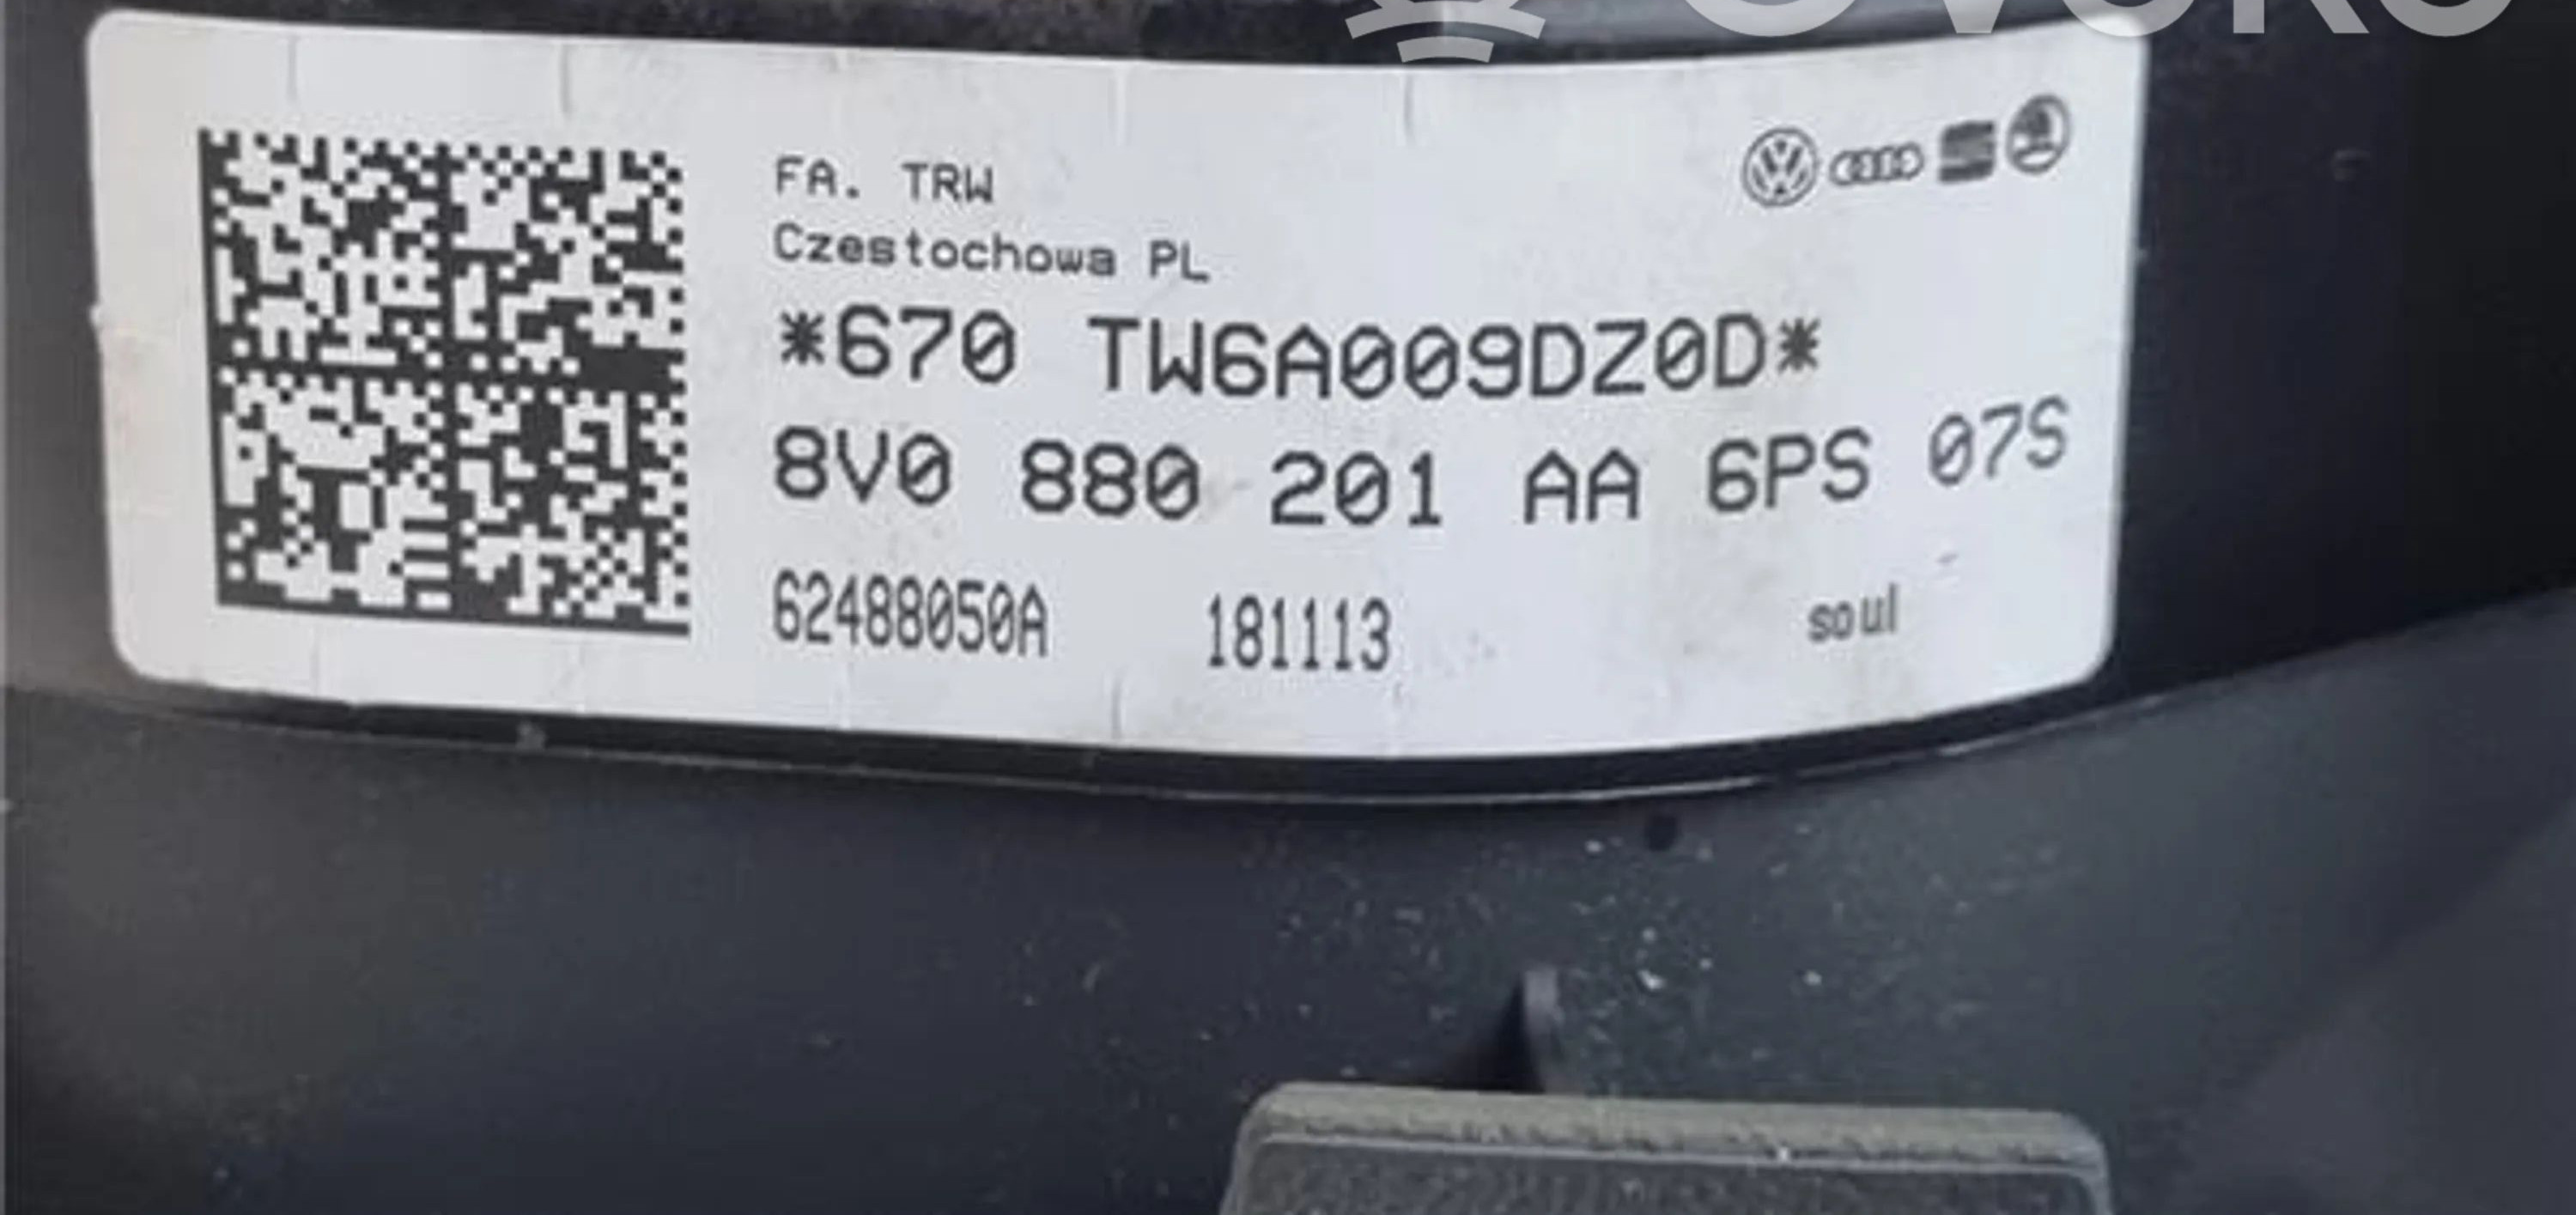 FA. TRW
Czestochowa PL
*670 TW6A009DZ0D*
8V0 880 201 AA 6PS 07S
62488050A 181113 soul